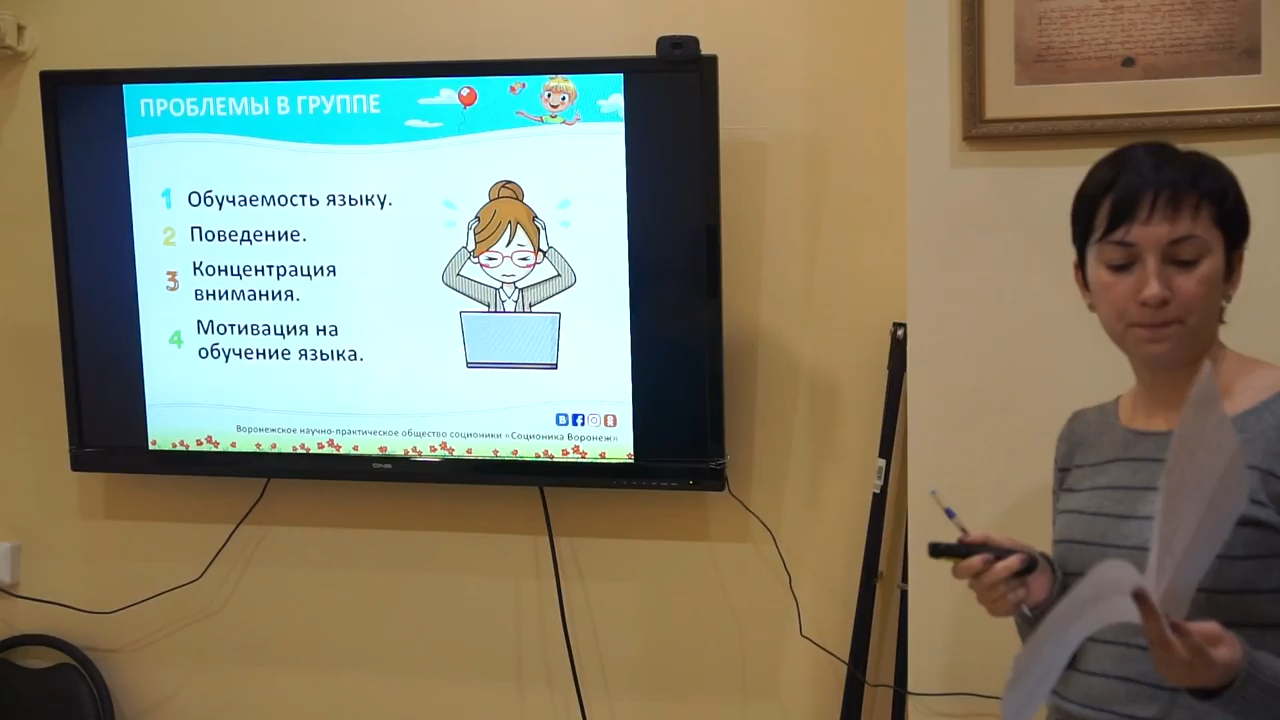 ПРОБЛЕМЫ В ГРУППЕ
1 Обучаемость языку.
2 Поведение.
3 Концентрация
внимания.
4 Мотивация на
обучение языка.
Воронежское научно-практическое общество соционики «Соционика Воронеж»
DNS